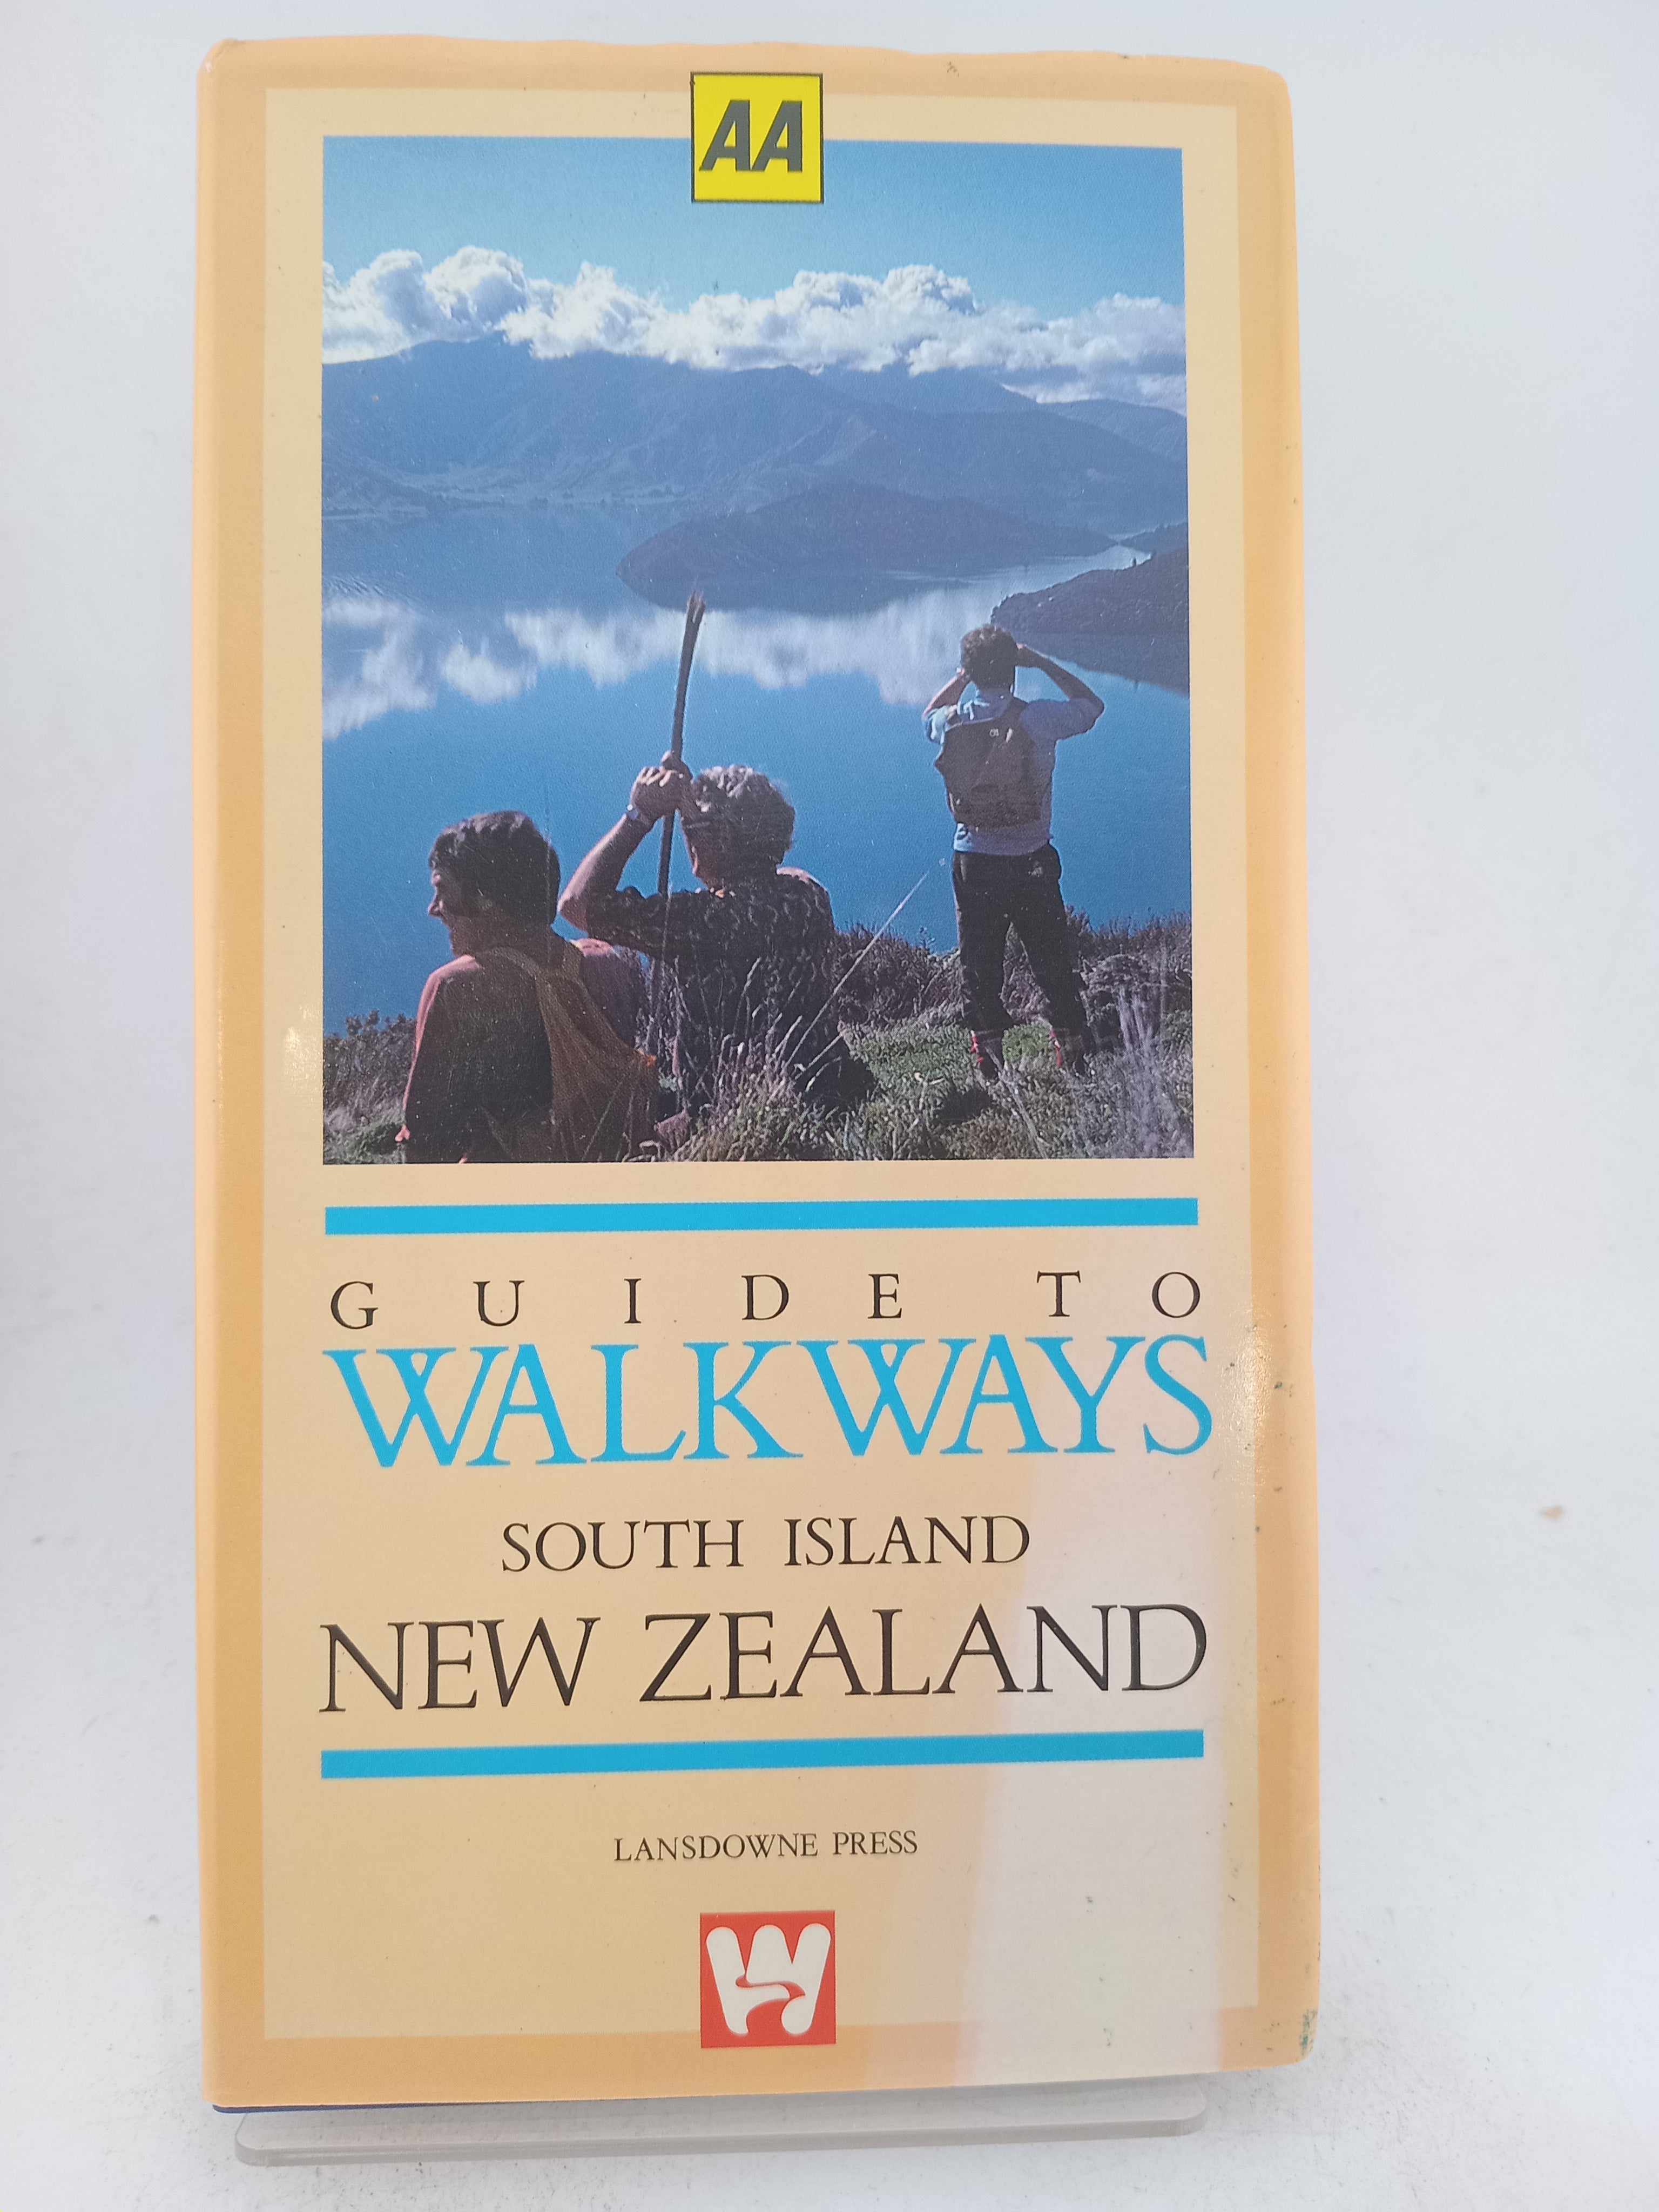 AA
GUIDE TO
WALKWAYS
SOUTH ISLAND
NEW ZEALAND
LANSDOWNE PRESS
W